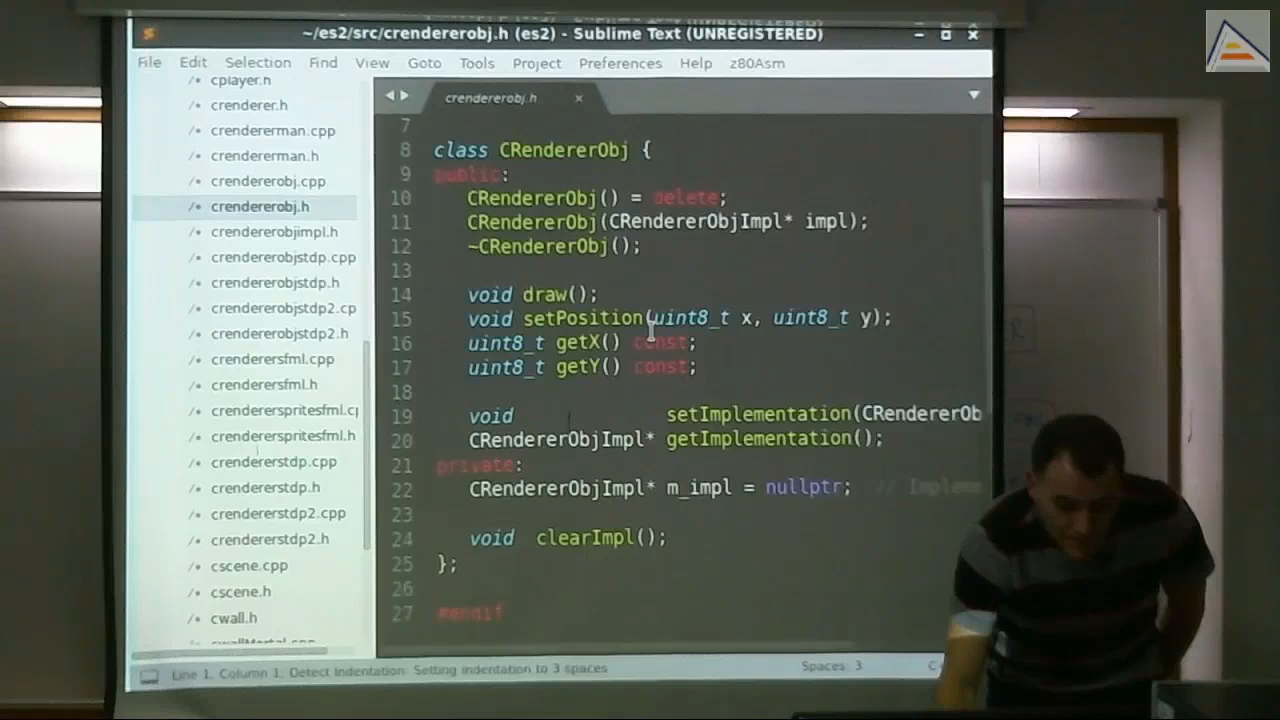 ~/es2/src/crendererobj.h (es2) - Sublime Text (UNREGISTERED)
File Edit Selection Find View Goto Tools Project Preferences Help z80Asm
/• cplayer.h
/• crenderer.h
/• crendererman.cpp
/• crendererman.h
/• crendererobj.cpp
/• crendererobj.h
/• crendererobjimpl.h
/• crendererobjstdp.cpp
/• crendererobjstdp.h
/• crendererobjstdp2.cp
/• crendererobjstdp2.h
/• crenderersfml.cpp
/• crenderersfml.h
/• crendererspritesfml.c
/• crendererspritesfml.h
/• crendererstdp.cpp
/• crendererstdp.h
/• crendererstdp2.cpp
/• crendererstdp2.h
/• cscene.cpp
/• cscene.h
/• cwall.h
crendererobj.h ×
7
8 class CRendererObj {
9 public:
10 CRendererObj() = delete;
11 CRendererObj(CRendererObjImpl* impl);
12 ~CRendererObj();
13
14 void draw();
15 void setPosition(uint8_t x, uint8_t y);
16 uint8_t getX() const;
17 uint8_t getY() const;
18
19 void setImplementation(CRendererOb
20 CRendererObjImpl* getImplementation();
21 private:
22 CRendererObjImpl* m_impl = nullptr; // Impleme
23
24 void clearImpl();
25 };
26
27 #endif
Line 1, Column 1; Detect Indentation: Setting indentation to 3 spaces Spaces: 3